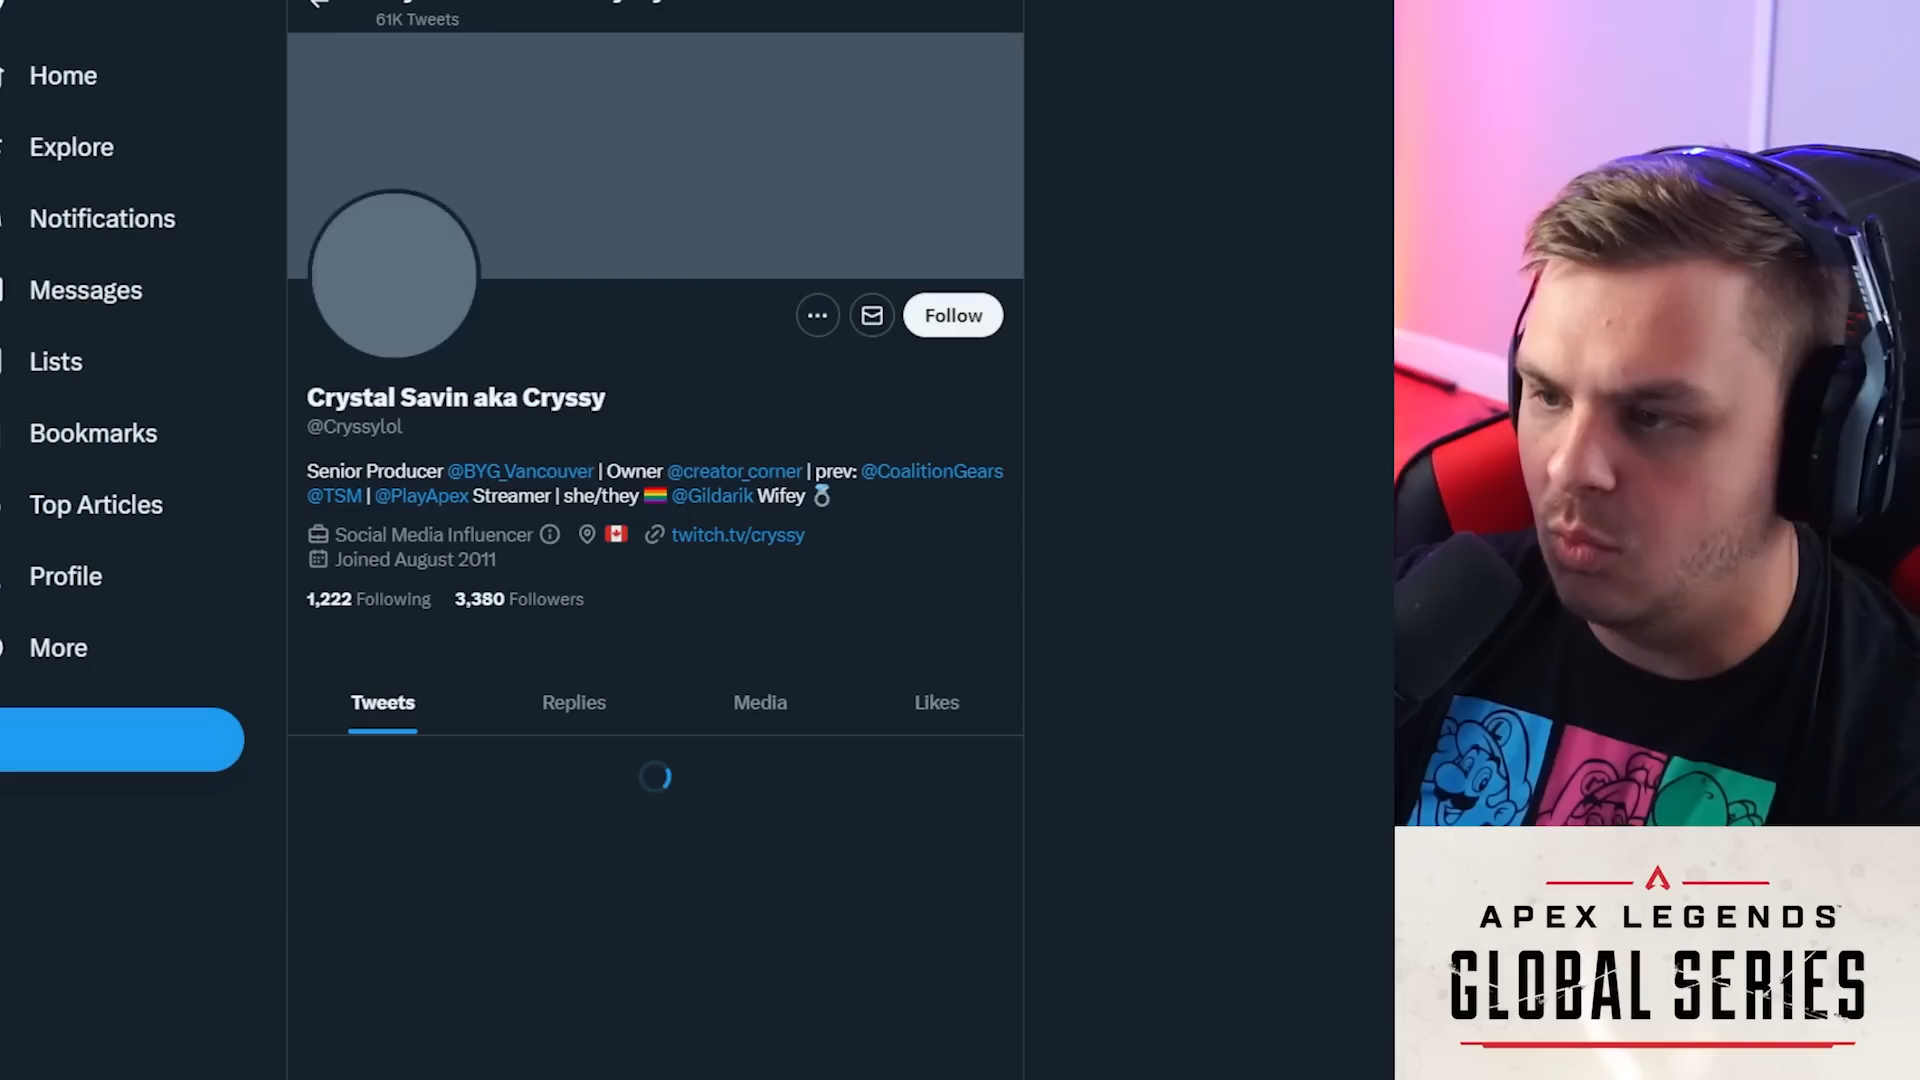 61K Tweets
Home
Explore
Notifications
Messages
Lists
Bookmarks
Top Articles
Profile
More
Follow
Crystal Savin aka Cryssy
@Cryssylol
Senior Producer @BYG_Vancouver | Owner @creator_corner | prev: @CoalitionGears
@TSM | @PlayApex Streamer | she/they 🏳️‍🌈 @Gildarik Wifey 💍
Social Media Influencer 🇨🇦 twitch.tv/cryssy
Joined August 2011
1,222 Following 3,380 Followers
Tweets Replies Media Likes
APEX LEGENDS™
GLOBAL SERIES